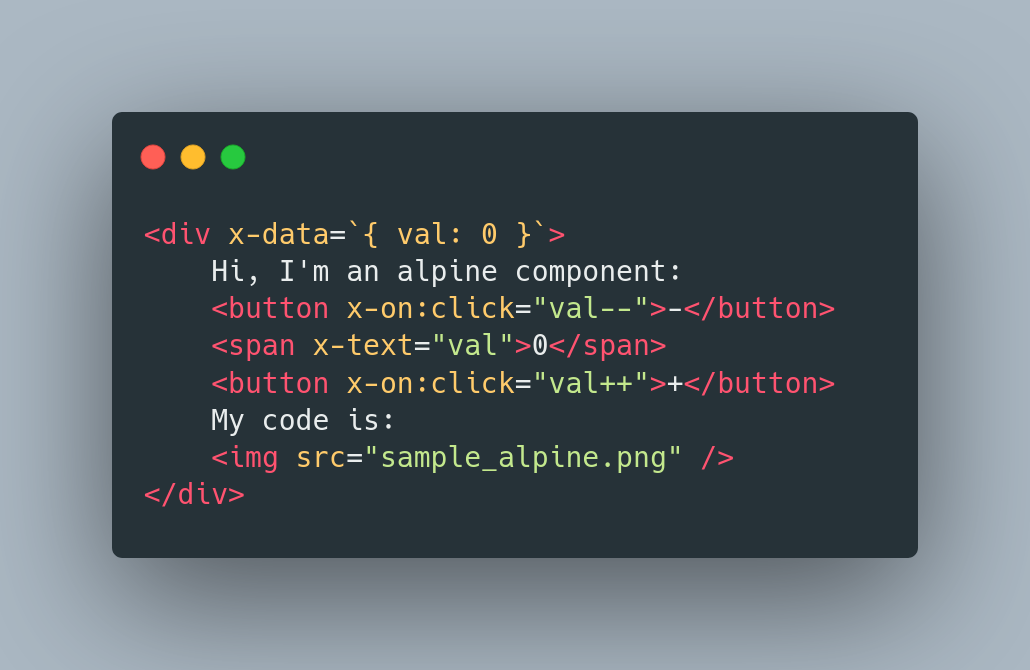 <div x-data=`{ val: 0 }`>
    Hi, I'm an alpine component:
    <button x-on:click="val--">-</button>
    <span x-text="val">0</span>
    <button x-on:click="val++">+</button>
    My code is:
    <img src="sample_alpine.png" />
</div>